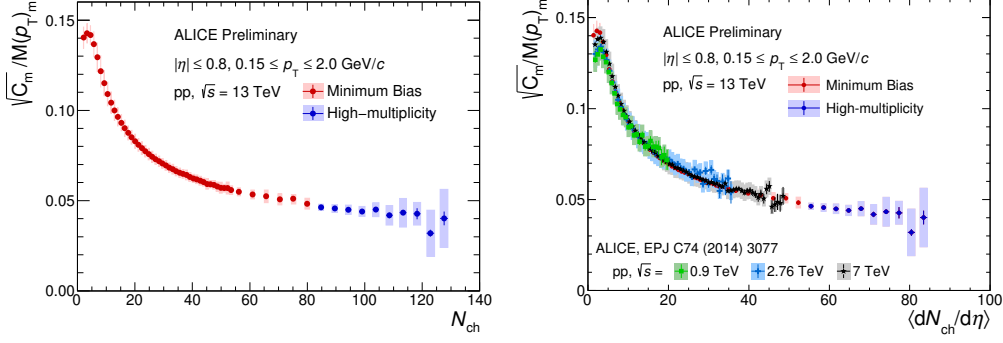 √C_m/M(p_T)_m
0.15
0.10
0.05
0.00
ALICE Preliminary
|η| ≤ 0.8, 0.15 ≤ p_T ≤ 2.0 GeV/c
pp, √s = 13 TeV
Minimum Bias
High−multiplicity
0 20 40 60 80 100 120 140
N_ch
√C_m/M(p_T)_m
0.15
0.1
0.05
0
ALICE Preliminary
|η| ≤ 0.8, 0.15 ≤ p_T ≤ 2.0 GeV/c
pp, √s = 13 TeV
Minimum Bias
High-multiplicity
ALICE, EPJ C74 (2014) 3077
pp, √s = 0.9 TeV 2.76 TeV 7 TeV
0 20 40 60 80 100
⟨dN_ch/dη⟩